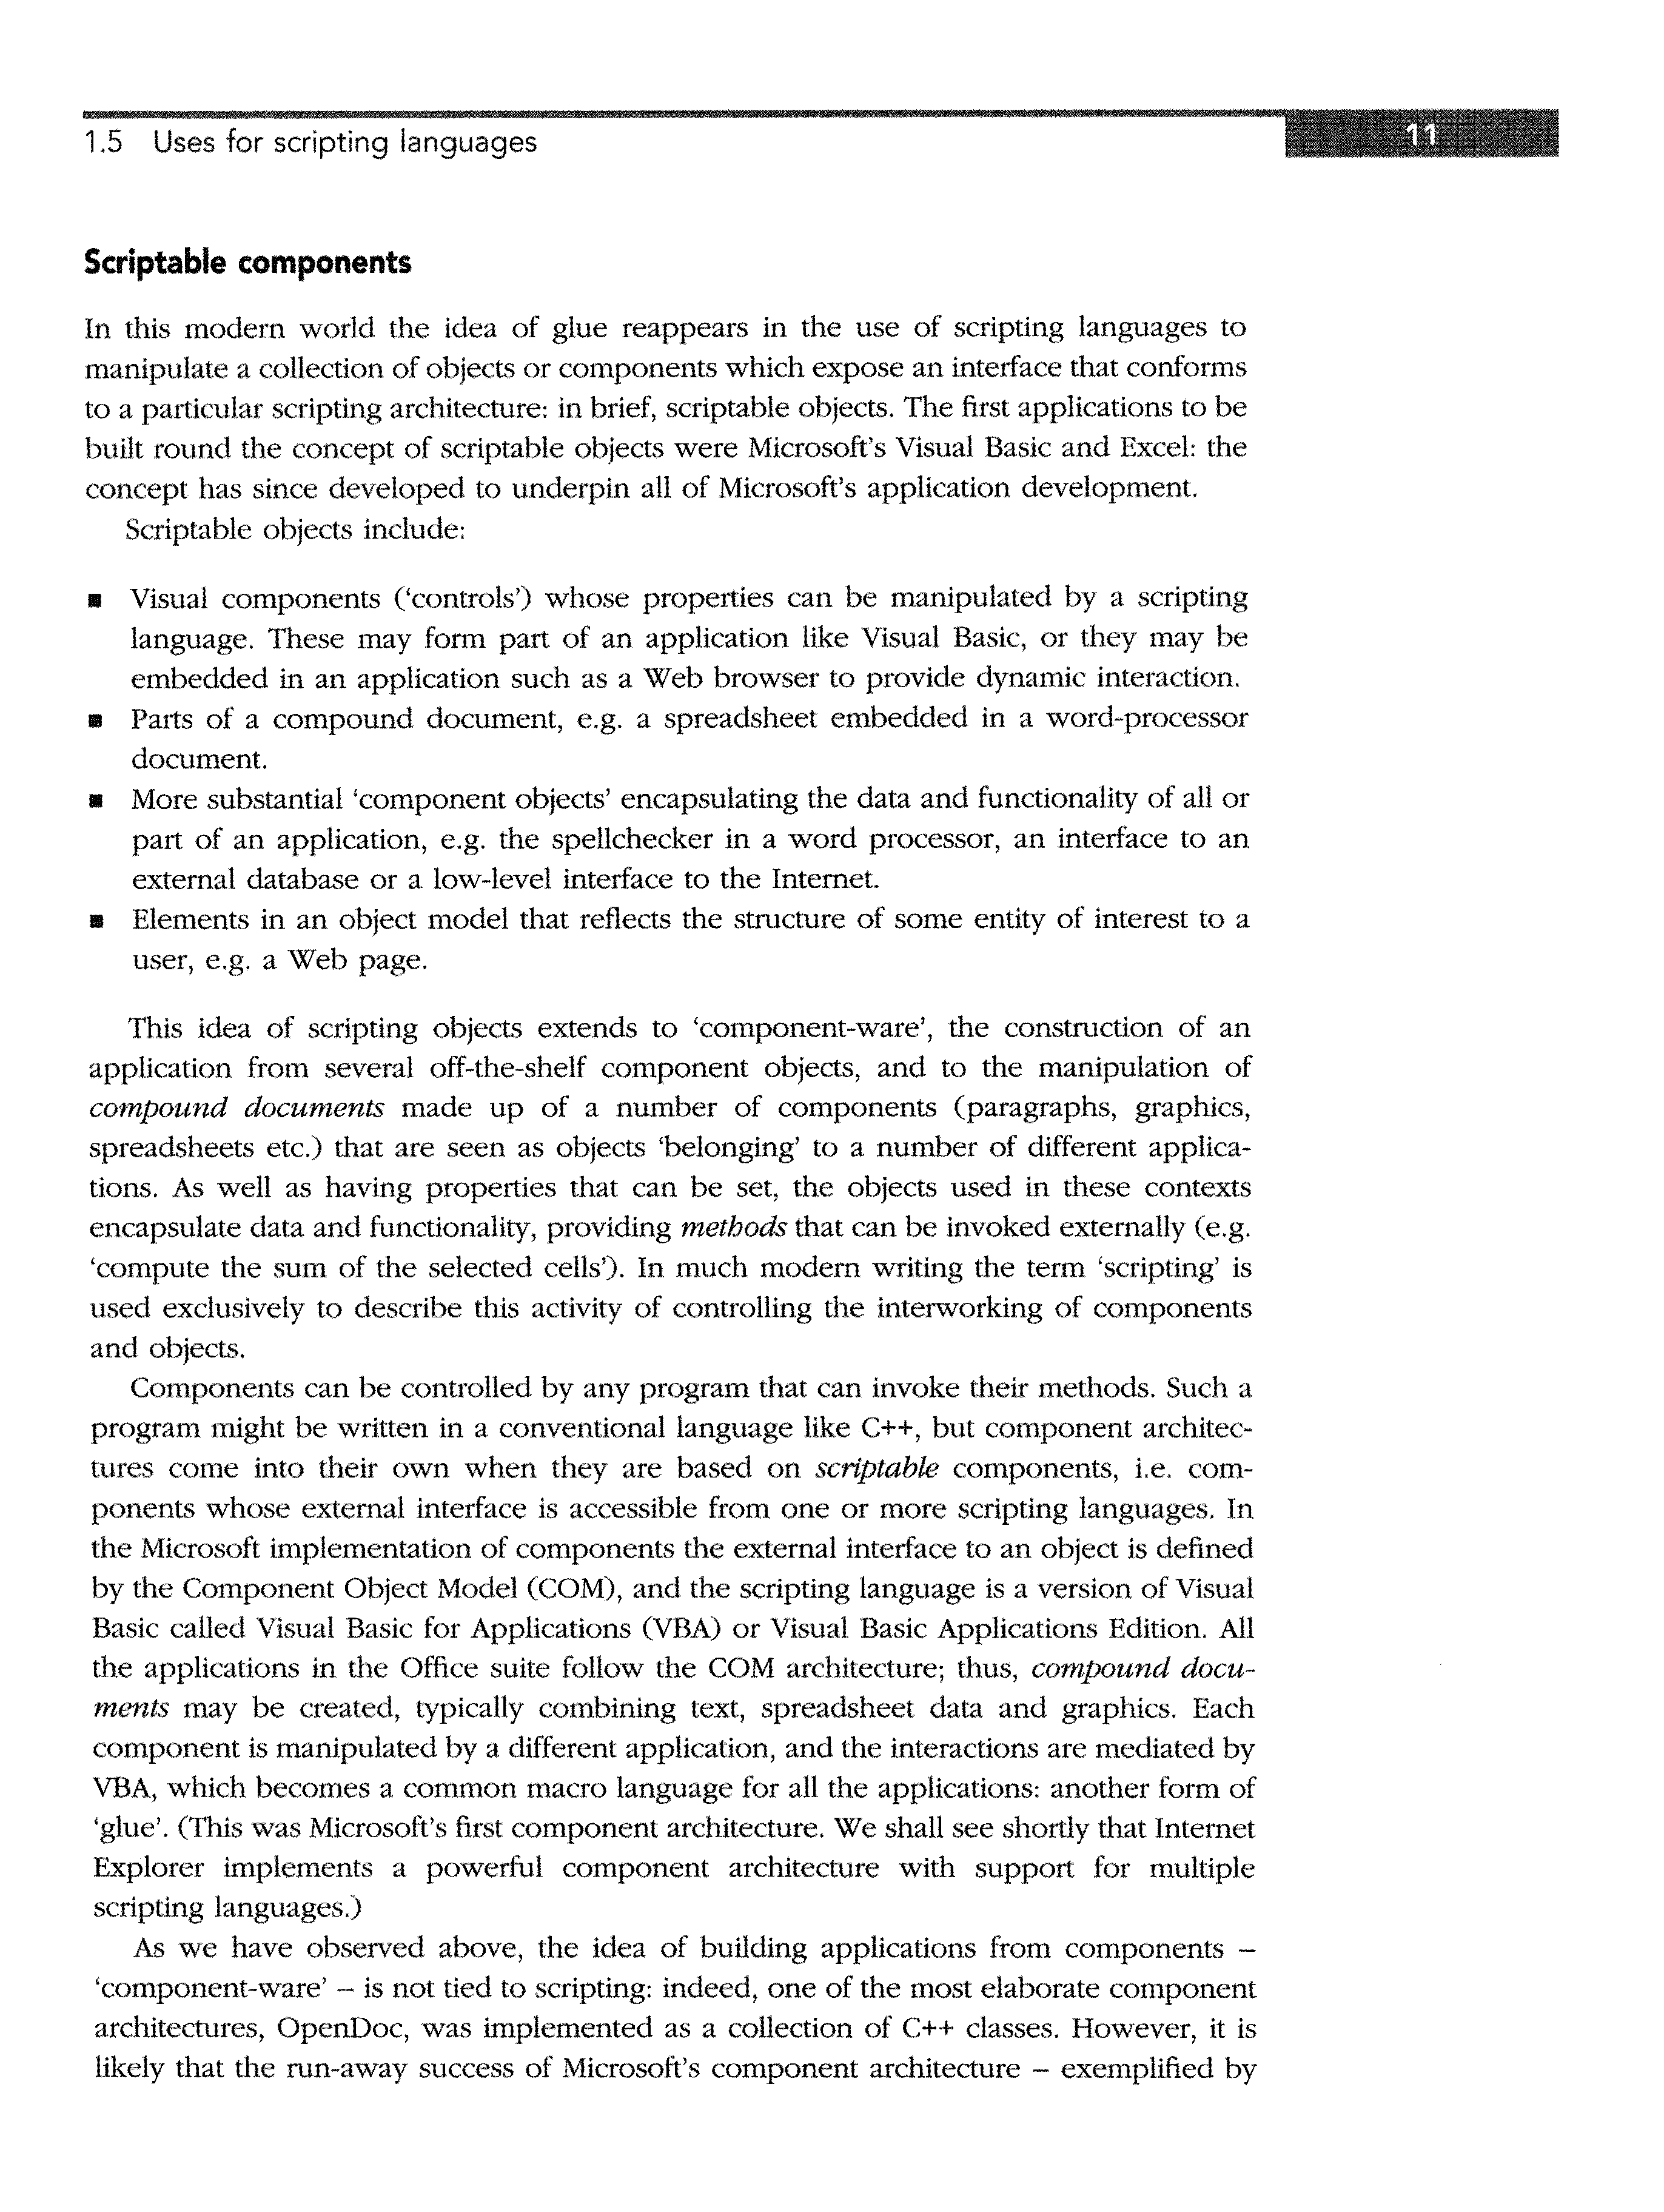 1.5 Uses for scripting languages
11
Scriptable components
In this modern world the idea of glue reappears in the use of scripting languages to
manipulate a collection of objects or components which expose an interface that conforms
to a particular scripting architecture: in brief, scriptable objects. The first applications to be
built round the concept of scriptable objects were Microsoft's Visual Basic and Excel: the
concept has since developed to underpin all of Microsoft's application development.
Scriptable objects include:
■ Visual components ('controls') whose properties can be manipulated by a scripting
language. These may form part of an application like Visual Basic, or they may be
embedded in an application such as a Web browser to provide dynamic interaction.
■ Parts of a compound document, e.g. a spreadsheet embedded in a word-processor
document.
■ More substantial 'component objects' encapsulating the data and functionality of all or
part of an application, e.g. the spellchecker in a word processor, an interface to an
external database or a low-level interface to the Internet.
■ Elements in an object model that reflects the structure of some entity of interest to a
user, e.g. a Web page.
This idea of scripting objects extends to 'component-ware', the construction of an
application from several off-the-shelf component objects, and to the manipulation of
compound documents made up of a number of components (paragraphs, graphics,
spreadsheets etc.) that are seen as objects 'belonging' to a number of different applica-
tions. As well as having properties that can be set, the objects used in these contexts
encapsulate data and functionality, providing methods that can be invoked externally (e.g.
'compute the sum of the selected cells'). In much modern writing the term 'scripting' is
used exclusively to describe this activity of controlling the interworking of components
and objects.
Components can be controlled by any program that can invoke their methods. Such a
program might be written in a conventional language like C++, but component architec-
tures come into their own when they are based on scriptable components, i.e. com-
ponents whose external interface is accessible from one or more scripting languages. In
the Microsoft implementation of components the external interface to an object is defined
by the Component Object Model (COM), and the scripting language is a version of Visual
Basic called Visual Basic for Applications (VBA) or Visual Basic Applications Edition. All
the applications in the Office suite follow the COM architecture; thus, compound docu-
ments may be created, typically combining text, spreadsheet data and graphics. Each
component is manipulated by a different application, and the interactions are mediated by
VBA, which becomes a common macro language for all the applications: another form of
'glue'. (This was Microsoft's first component architecture. We shall see shortly that Internet
Explorer implements a powerful component architecture with support for multiple
scripting languages.)
As we have observed above, the idea of building applications from components –
'component-ware' – is not tied to scripting: indeed, one of the most elaborate component
architectures, OpenDoc, was implemented as a collection of C++ classes. However, it is
likely that the run-away success of Microsoft's component architecture – exemplified by